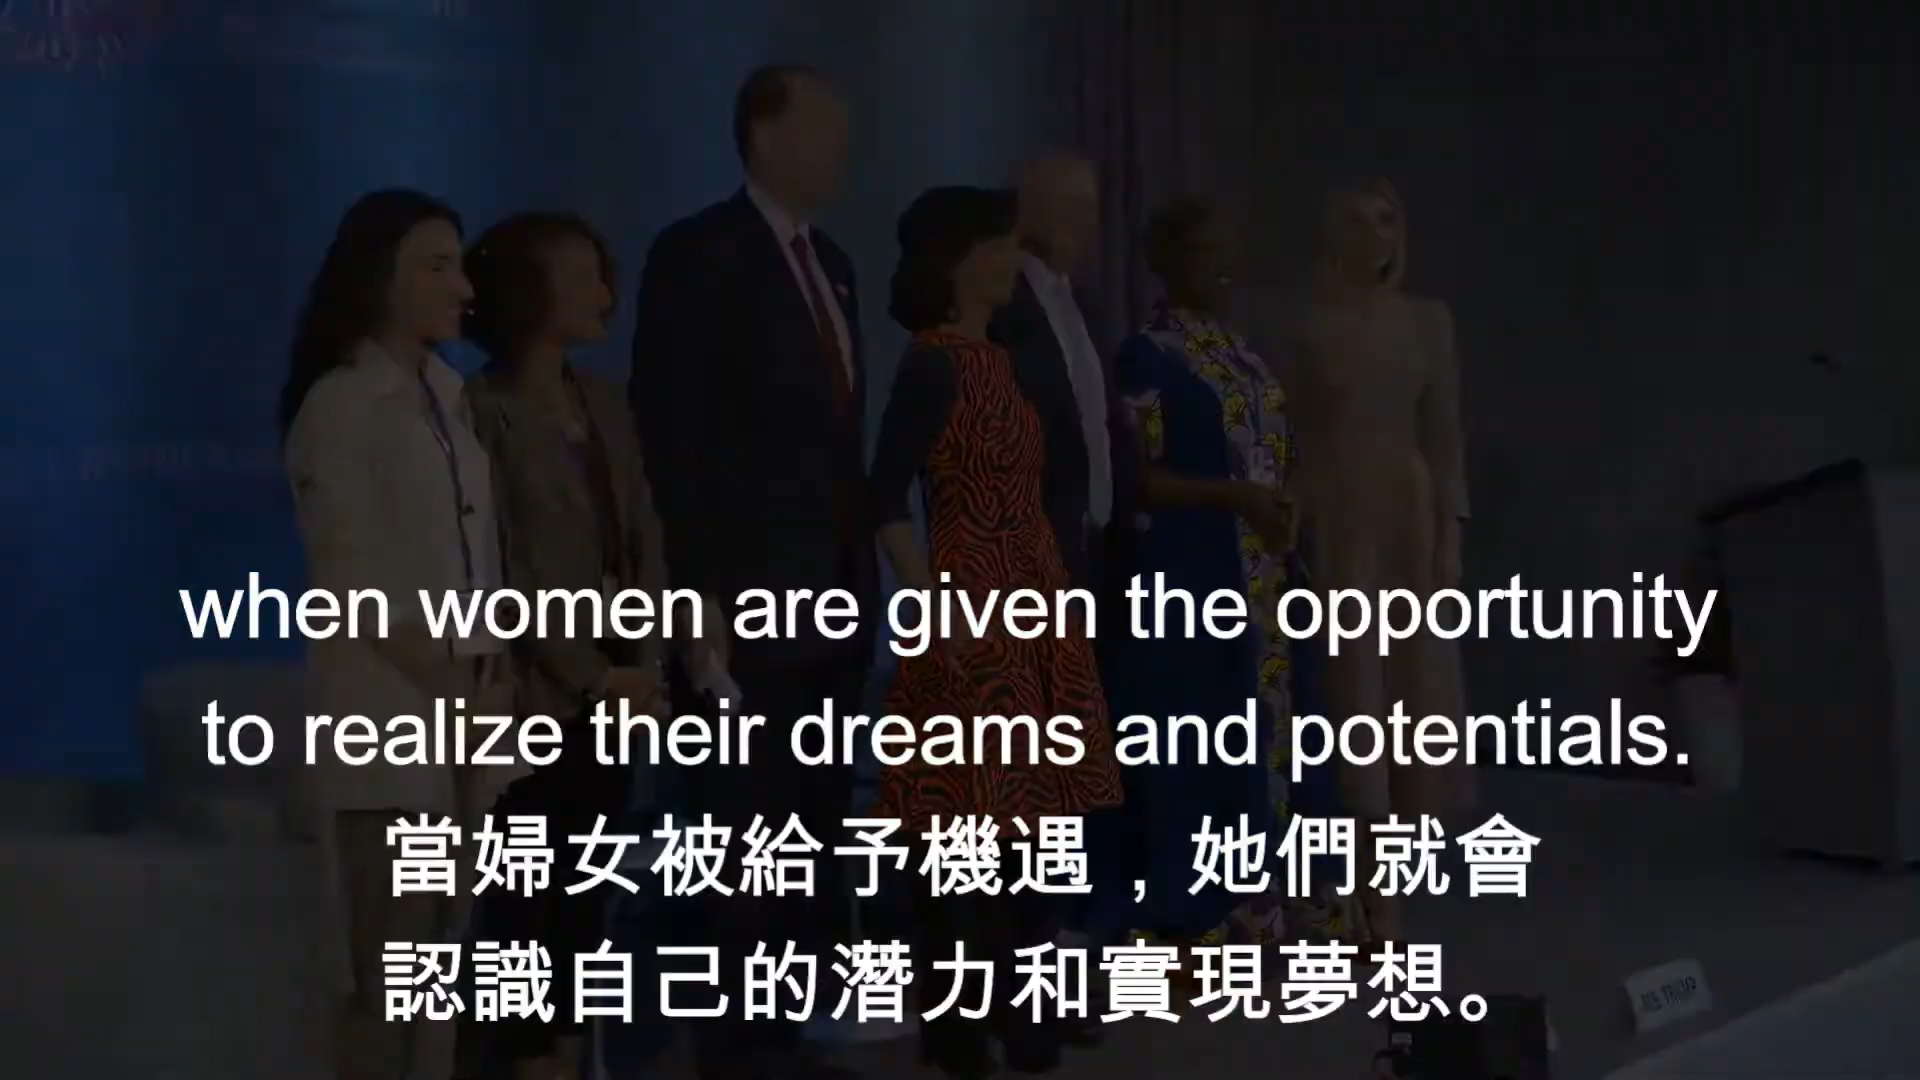 when women are given the opportunity
to realize their dreams and potentials.
當婦女被給予機遇，她們就會
認識自己的潛力和實現夢想。